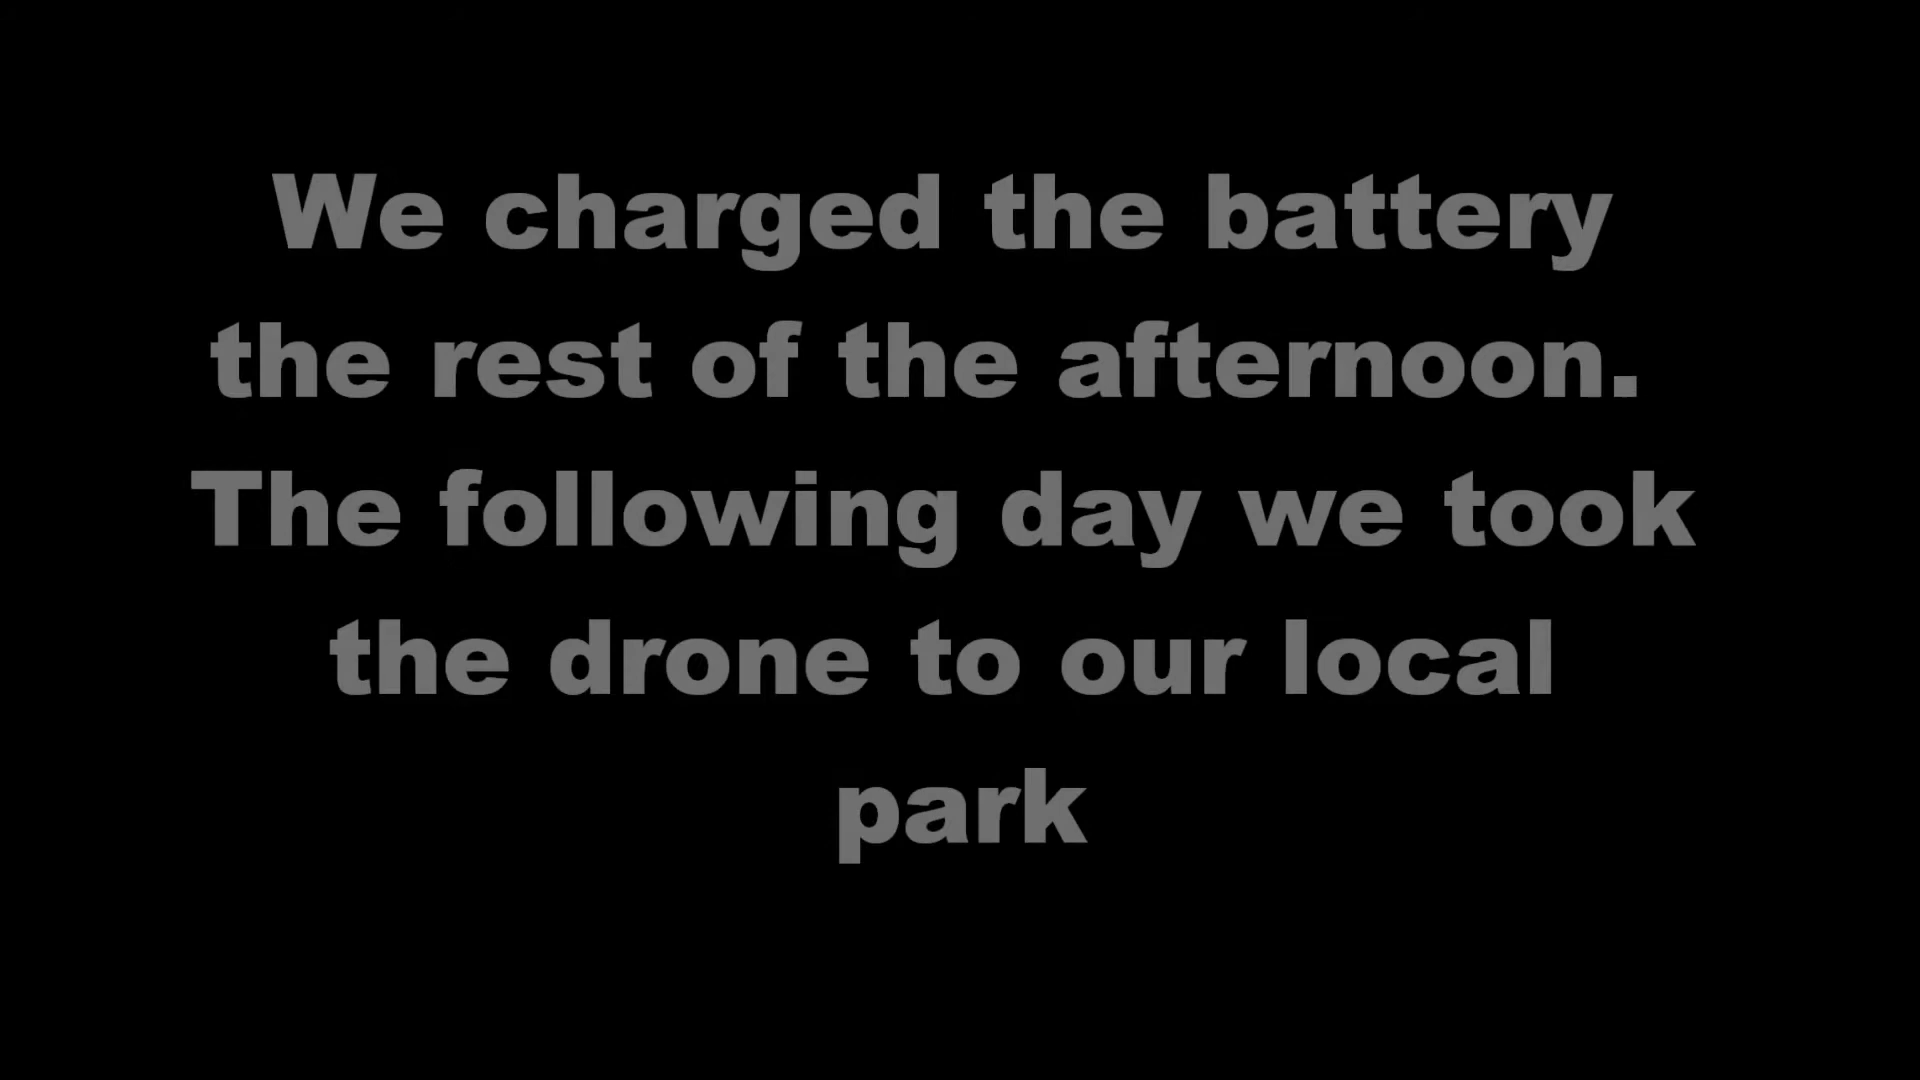 We charged the battery
the rest of the afternoon.
The following day we took
the drone to our local
park